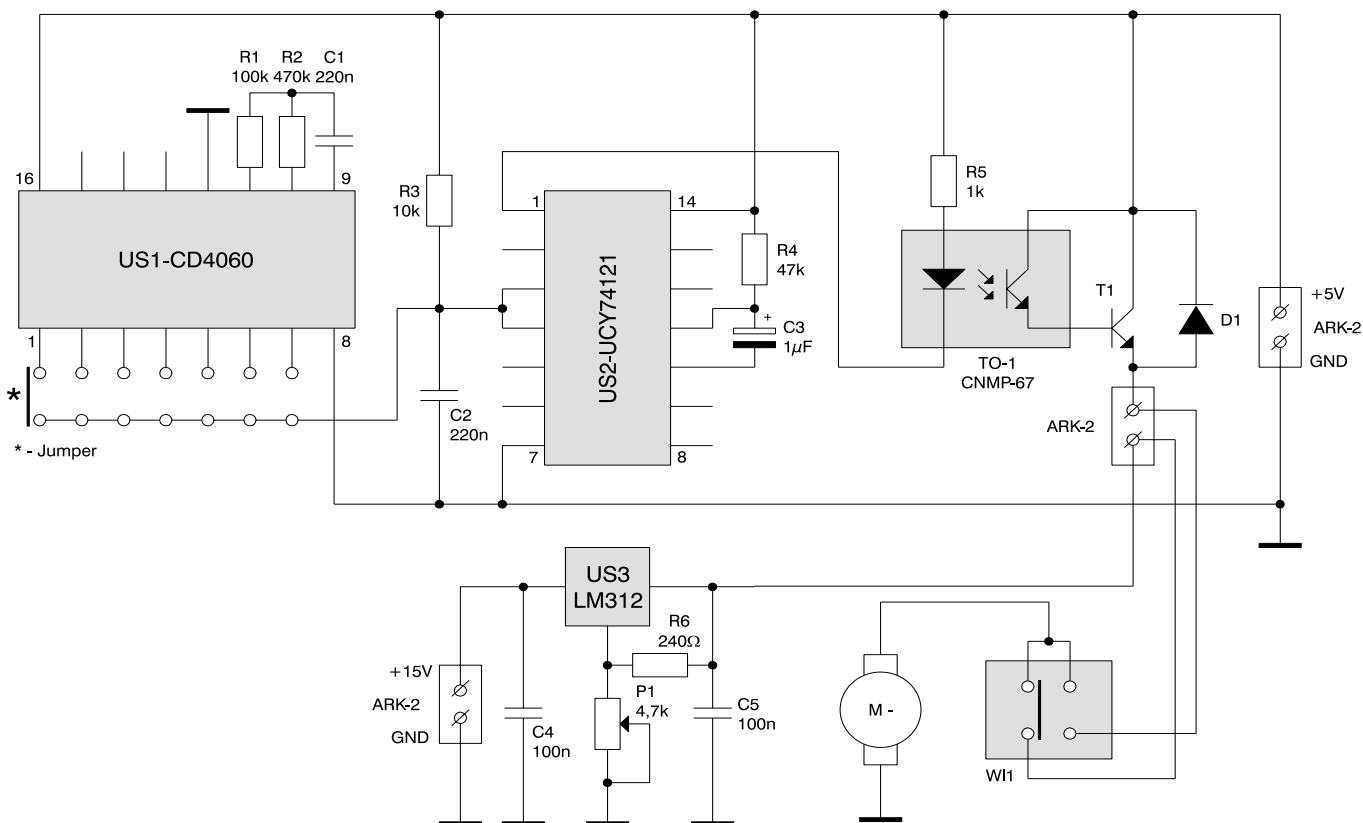 R1
100k
R2
470k
C1
220n
16
9
US1-CD4060
1
8
*
* - Jumper
R3
10k
C2
220n
1
14
US2-UCY74121
7
8
R4
47k
+
C3
1µF
R5
1k
TO-1
CNMP-67
T1
D1
+5V
ARK-2
GND
ARK-2
US3
LM312
R6
240Ω
P1
4,7k
+15V
ARK-2
GND
C4
100n
C5
100n
M -
Wł1